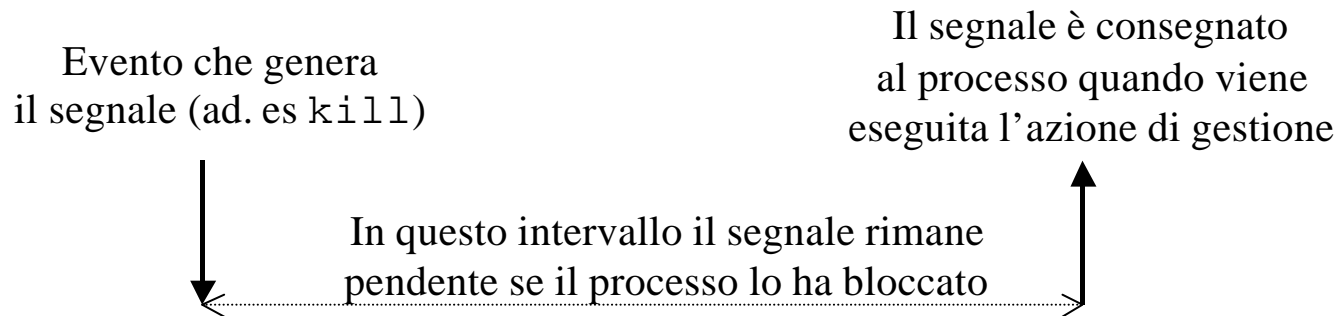 Evento che genera
il segnale (ad. es kill)
Il segnale è consegnato
al processo quando viene
eseguita l’azione di gestione
In questo intervallo il segnale rimane
pendente se il processo lo ha bloccato